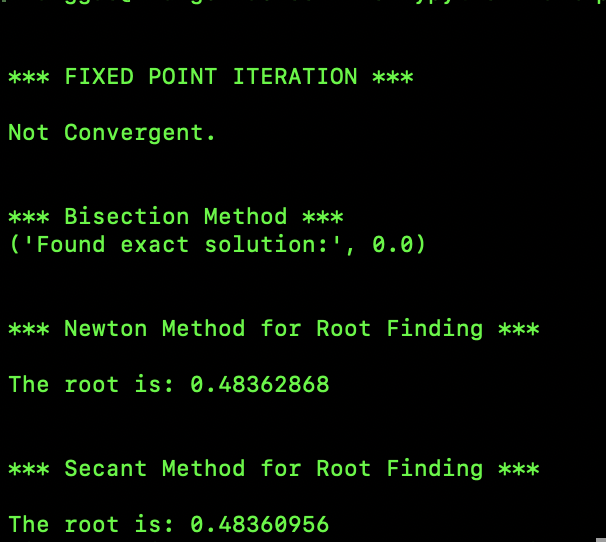 *** FIXED POINT ITERATION ***
Not Convergent.
*** Bisection Method ***
('Found exact solution:', 0.0)
*** Newton Method for Root Finding ***
The root is: 0.48362868
*** Secant Method for Root Finding ***
The root is: 0.48360956